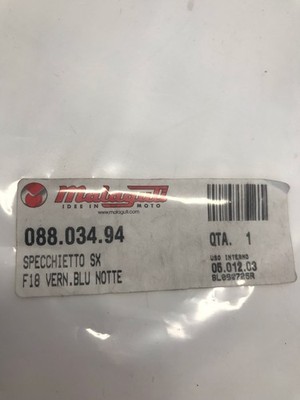 Malaguti
IDEE IN MOTO
www.malaguti.com
088.034.94
QTA. 1
SPECCHIETTO SX
F18 VERN.BLU NOTTE
USO INTERNO
05.012.03